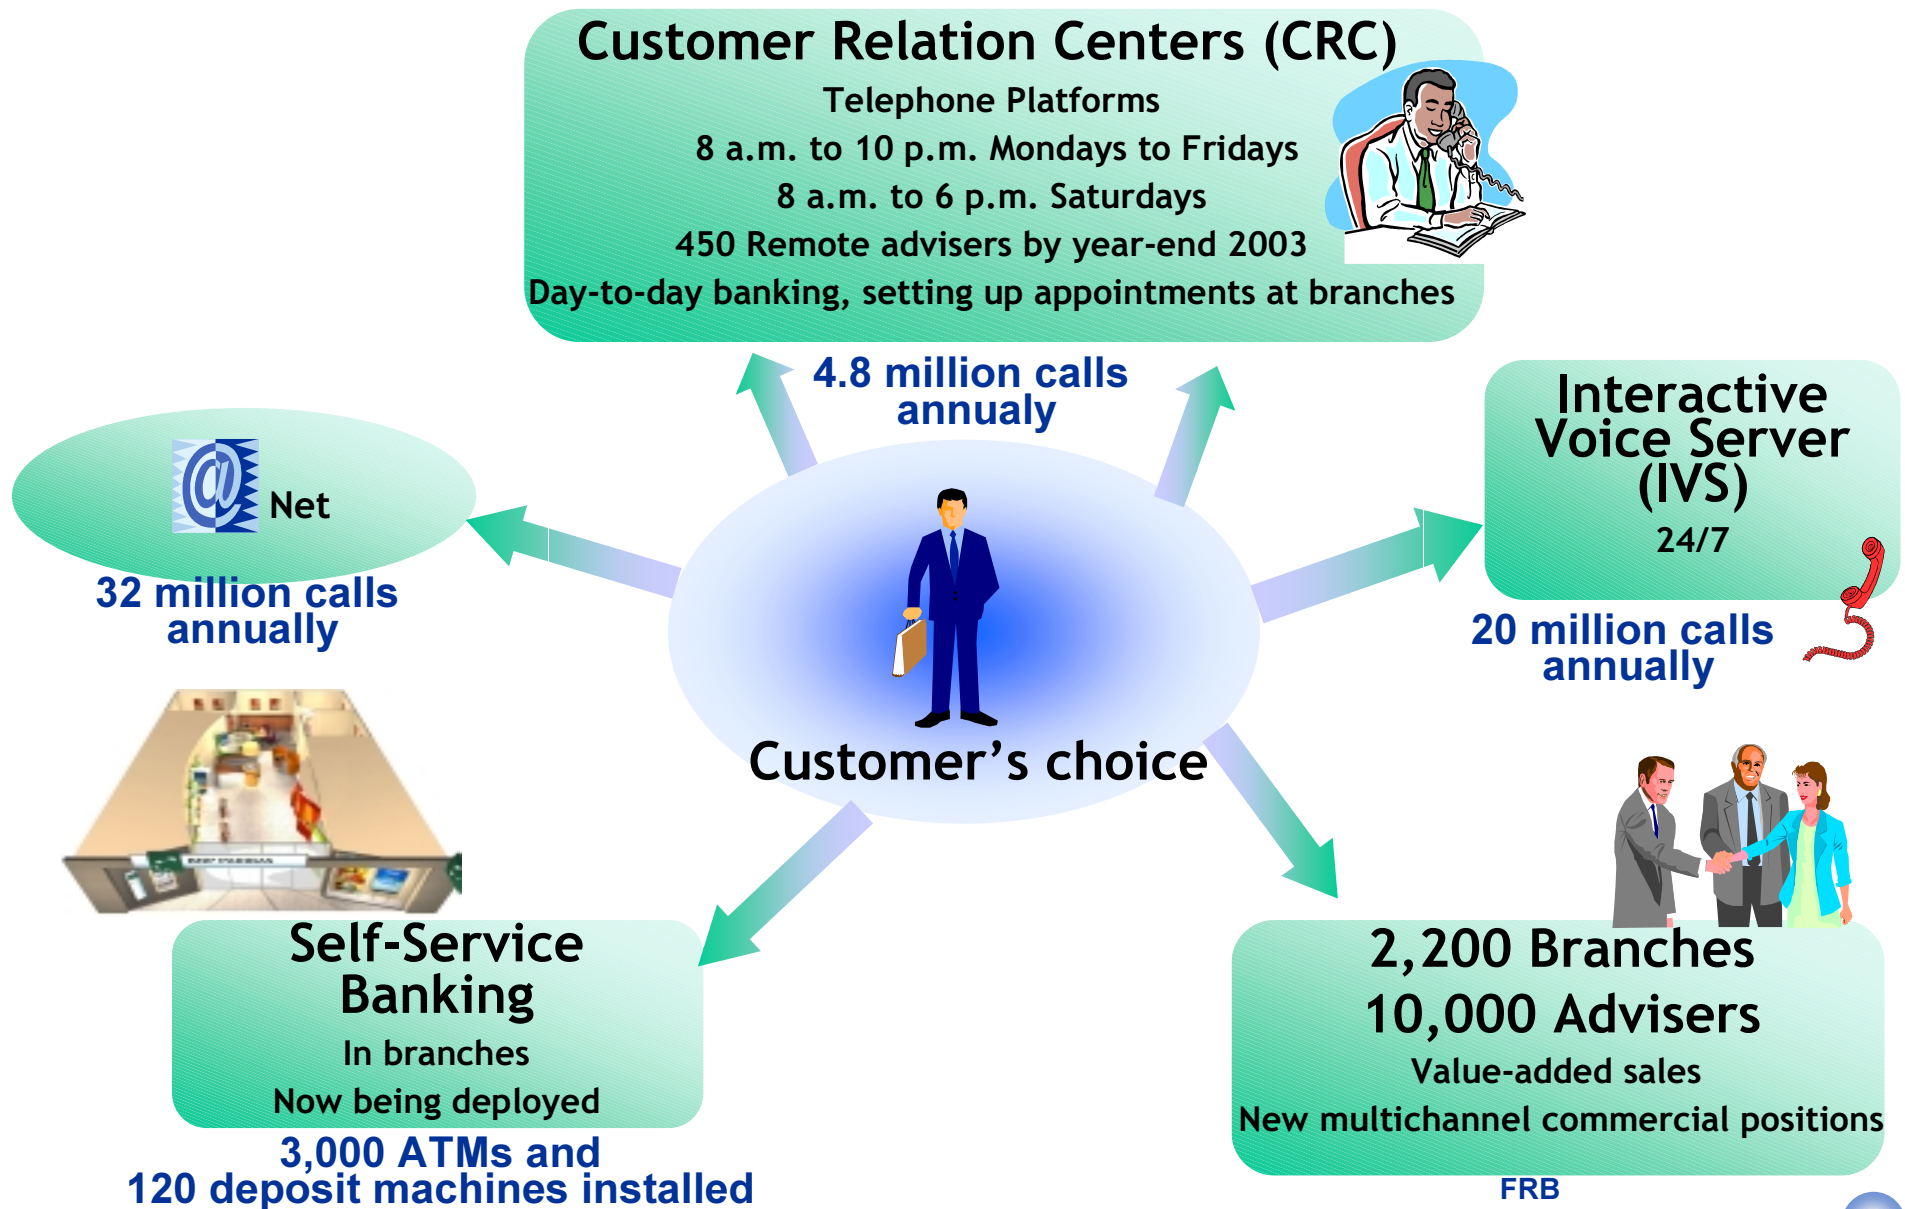 Customer Relation Centers (CRC)
Telephone Platforms
8 a.m. to 10 p.m. Mondays to Fridays
8 a.m. to 6 p.m. Saturdays
450 Remote advisers by year-end 2003
Day-to-day banking, setting up appointments at branches
4.8 million calls
annualy
Interactive
Voice Server
(IVS)
24/7
20 million calls
annually
@ Net
32 million calls
annually
Customer's choice
BNP PARIBAS
Self-Service
Banking
In branches
Now being deployed
3,000 ATMs and
120 deposit machines installed
2,200 Branches
10,000 Advisers
Value-added sales
New multichannel commercial positions
FRB